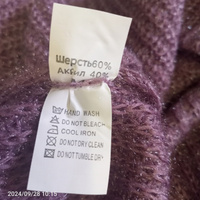 Шерсть60%
Акрил 40%
HAND WASH
DO NOT BLEACH
COOL IRON
DO NOT DRY CLEAN
DO NOT TUMBLE DRY
2024/09/28 10:15